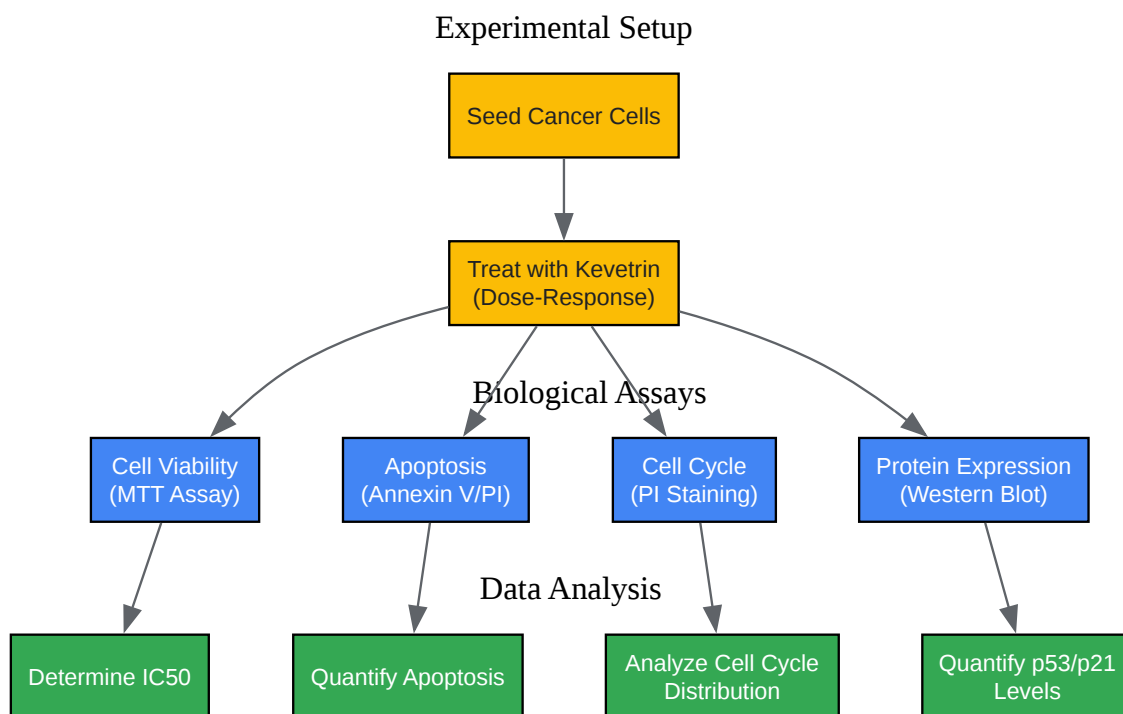 Experimental Setup
Seed Cancer Cells
Treat with Kevetrin
(Dose-Response)
Biological Assays
Cell Viability
(MTT Assay)
Apoptosis
(Annexin V/PI)
Cell Cycle
(PI Staining)
Protein Expression
(Western Blot)
Data Analysis
Determine IC50
Quantify Apoptosis
Analyze Cell Cycle
Distribution
Quantify p53/p21
Levels